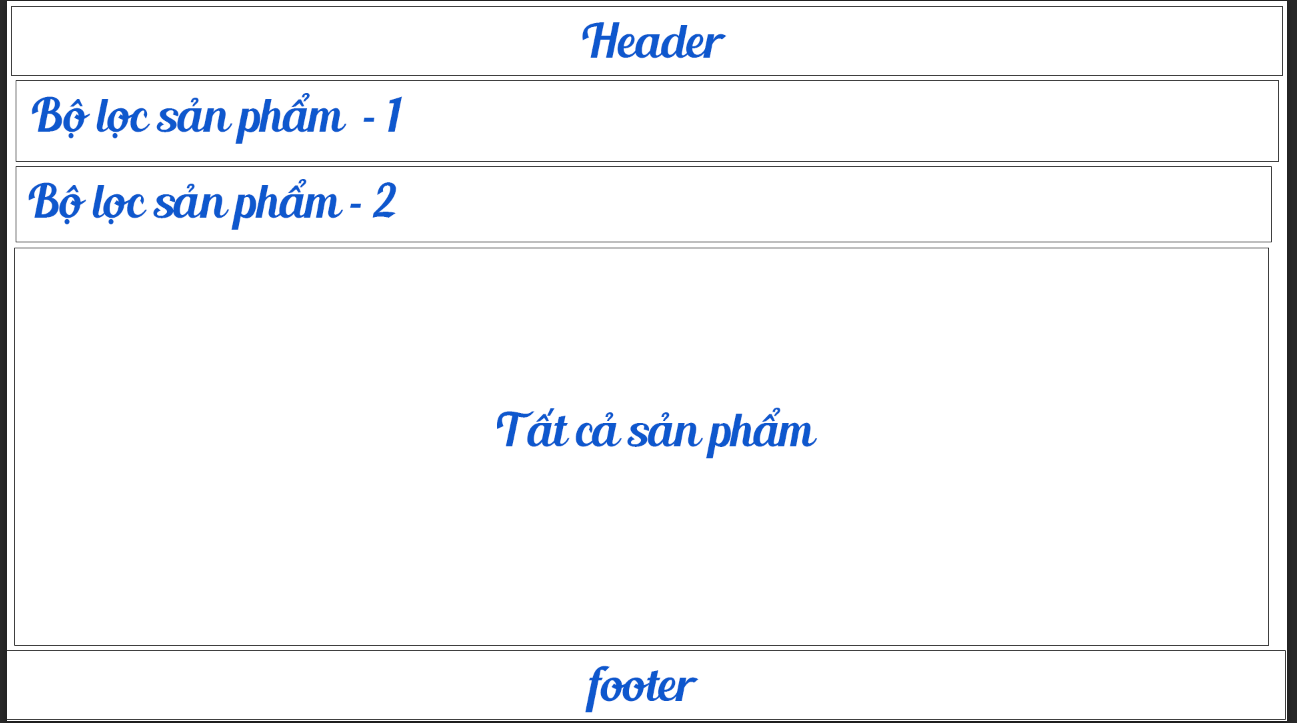 Header
Bộ lọc sản phẩm - 1
Bộ lọc sản phẩm - 2
Tất cả sản phẩm
footer